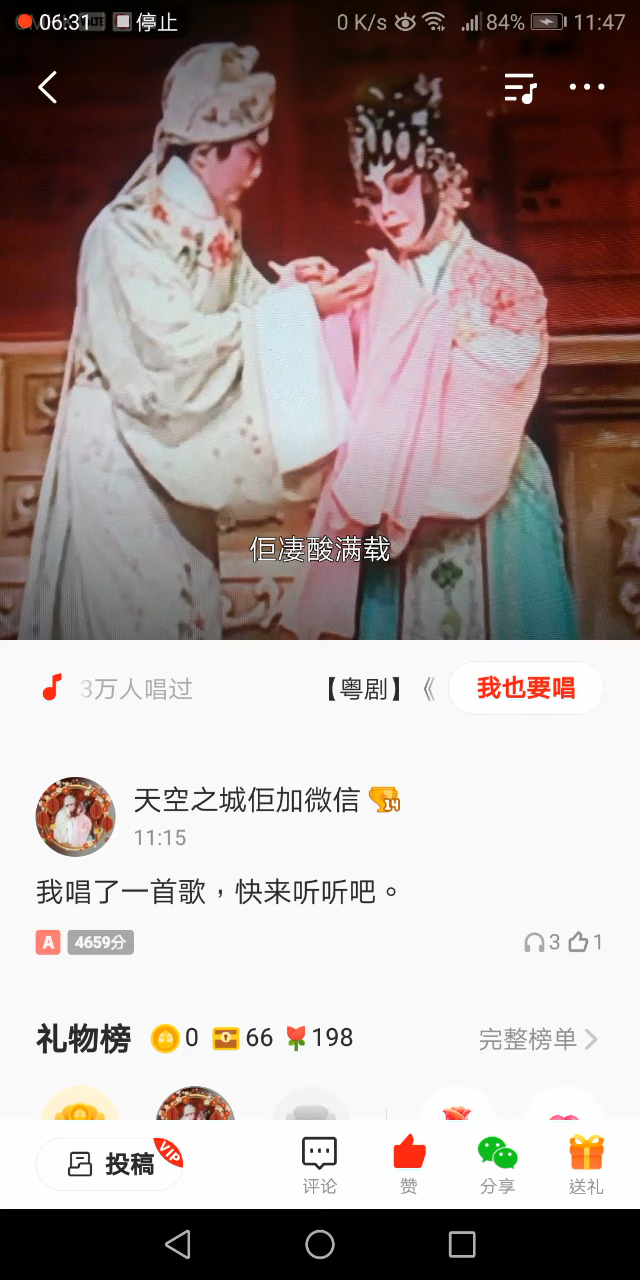 06:31 停止 0 K/s 84% 11:47
佢凄酸满载
3万人唱过 【粤剧】《 我也要唱
天空之城佢加微信 14
11:15
我唱了一首歌，快来听听吧。
A 4659分 3 1
礼物榜 0 66 198 完整榜单
投稿 VIP 评论 赞 分享 送礼